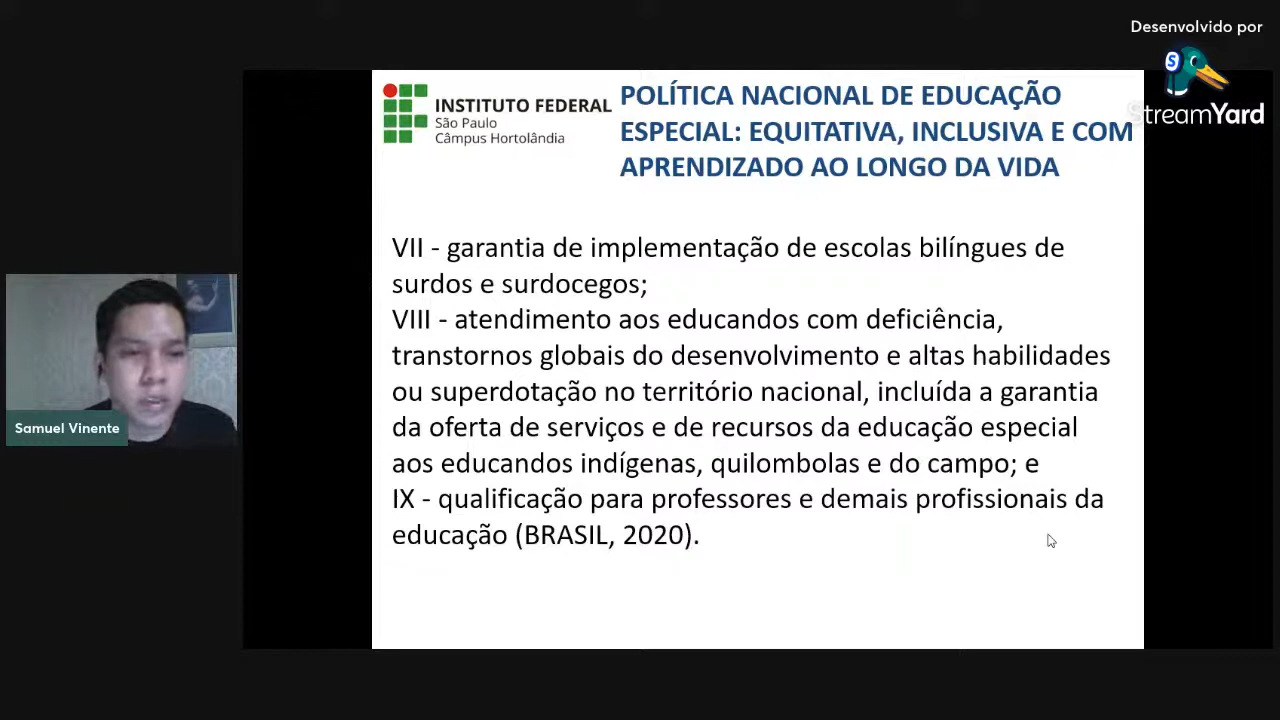 Desenvolvido por
S
StreamYard
INSTITUTO FEDERAL
São Paulo
Câmpus Hortolândia
POLÍTICA NACIONAL DE EDUCAÇÃO
ESPECIAL: EQUITATIVA, INCLUSIVA E COM
APRENDIZADO AO LONGO DA VIDA
VII - garantia de implementação de escolas bilíngues de
surdos e surdocegos;
VIII - atendimento aos educandos com deficiência,
transtornos globais do desenvolvimento e altas habilidades
ou superdotação no território nacional, incluída a garantia
da oferta de serviços e de recursos da educação especial
aos educandos indígenas, quilombolas e do campo; e
IX - qualificação para professores e demais profissionais da
educação (BRASIL, 2020).
Samuel Vinente